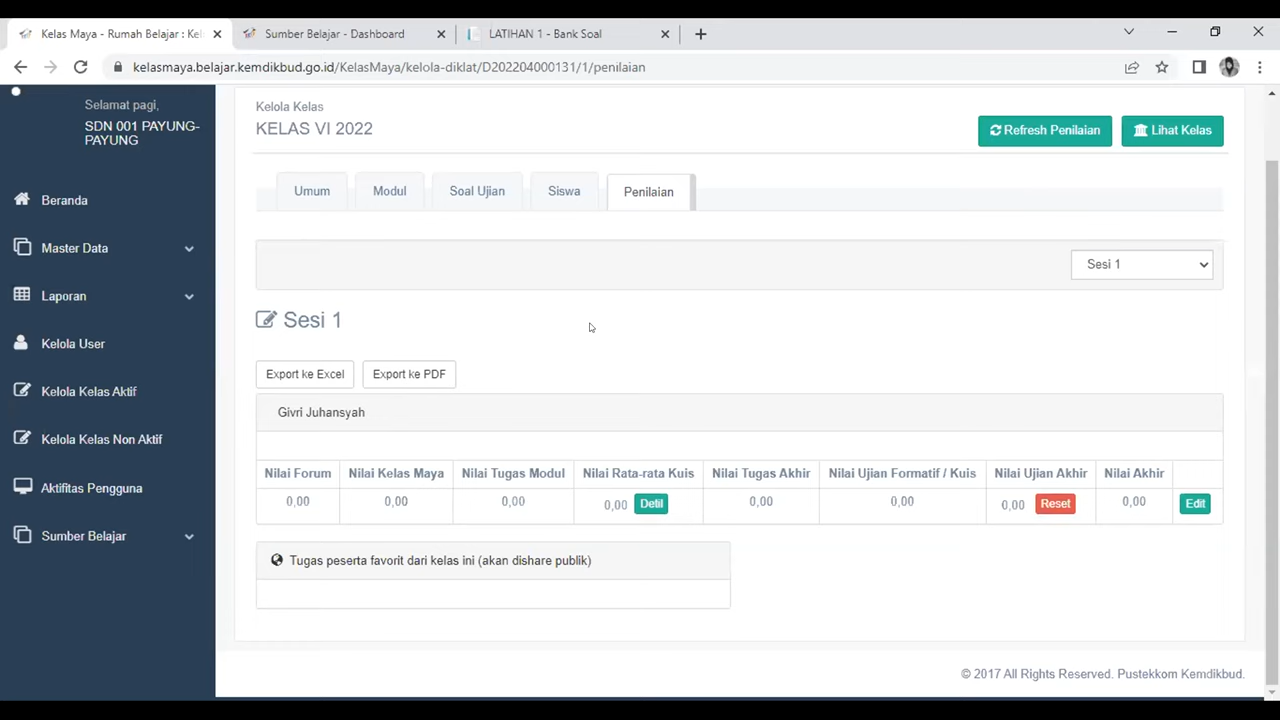 Kelas Maya - Rumah Belajar : Kel
Sumber Belajar - Dashboard
LATIHAN 1 - Bank Soal
kelasmaya.belajar.kemdikbud.go.id/KelasMaya/kelola-diklat/D202204000131/1/penilaian
Selamat pagi,
SDN 001 PAYUNG-
PAYUNG
Beranda
Master Data
Laporan
Kelola User
Kelola Kelas Aktif
Kelola Kelas Non Aktif
Aktifitas Pengguna
Sumber Belajar
Kelola Kelas
KELAS VI 2022
Refresh Penilaian
Lihat Kelas
Umum
Modul
Soal Ujian
Siswa
Penilaian
Sesi 1
Sesi 1
Export ke Excel
Export ke PDF
Givri Juhansyah
Nilai Forum Nilai Kelas Maya Nilai Tugas Modul Nilai Rata-rata Kuis Nilai Tugas Akhir Nilai Ujian Formatif / Kuis Nilai Ujian Akhir Nilai Akhir
0,00 0,00 0,00 0,00 Detil 0,00 0,00 0,00 Reset 0,00 Edit
Tugas peserta favorit dari kelas ini (akan dishare publik)
© 2017 All Rights Reserved. Pustekkom Kemdikbud.